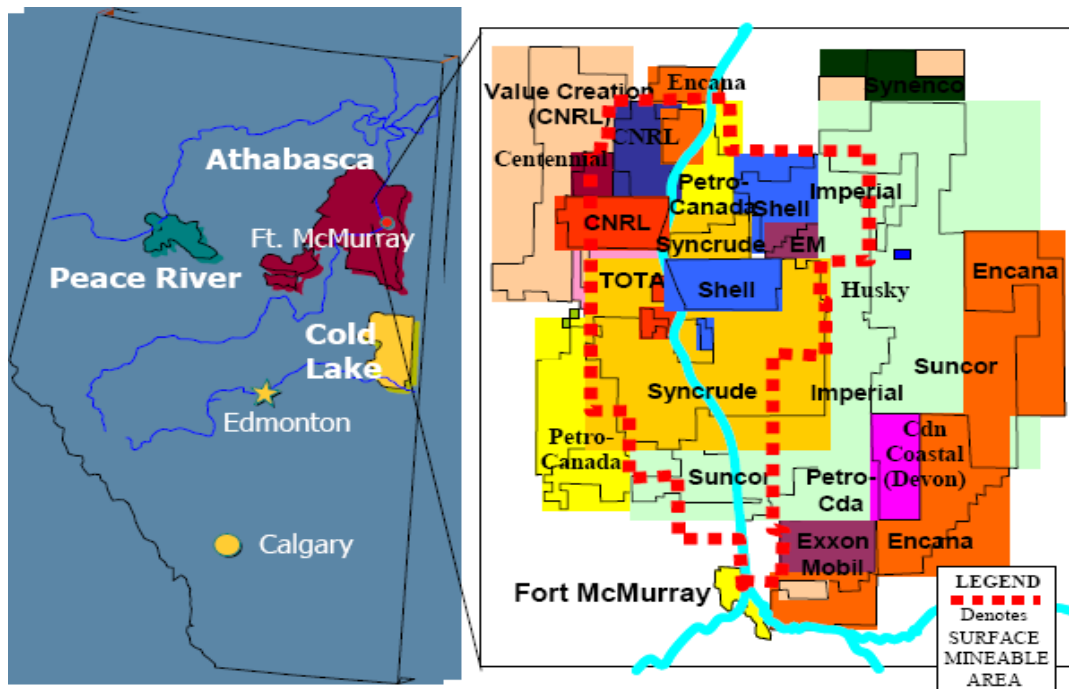 Athabasca
Ft. McMurray
Peace River
Cold
Lake
Edmonton
Calgary
Encana
Value Creation
(CNRL)
Synenco
CNRL
Centennial
Petro-
Canada
Shell
Imperial
CNRL
Syncrude
EM
TOTA
Shell
Husky
Encana
Suncor
Syncrude
Imperial
Petro-
Canada
Cdn
Coastal
(Devon)
Suncor
Petro-
Cda
Exxon
Mobil
Encana
Fort McMurray
LEGEND
Denotes
SURFACE
MINEABLE
AREA